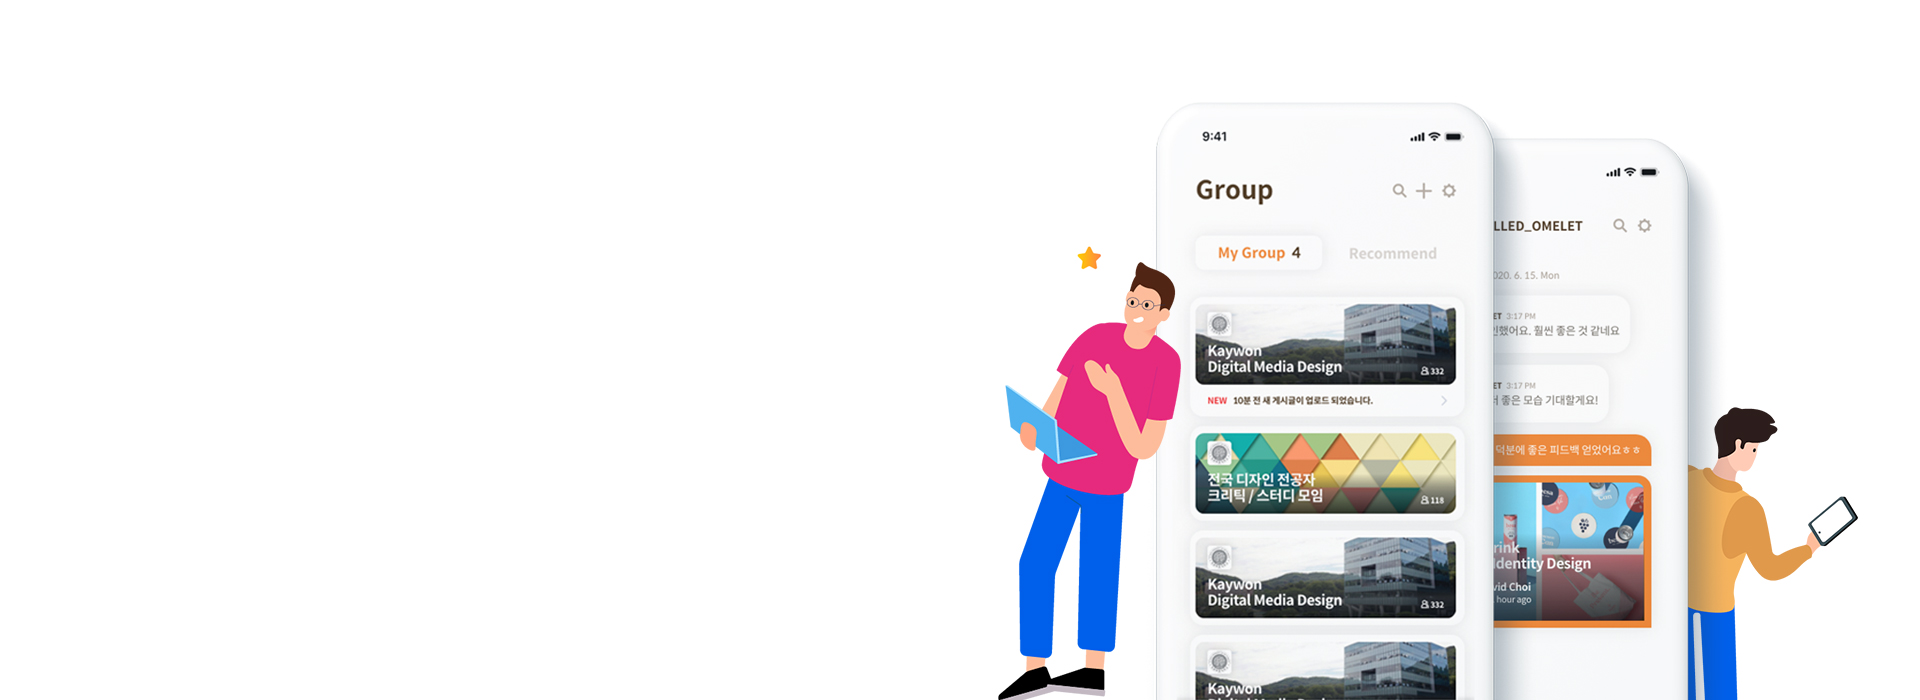 9:41
Group
My Group 4
Recommend
Kaywon
Digital Media Design
332
NEW 10분 전 새 게시글이 업로드 되었습니다.
전국 디자인 전공자
크리틱 / 스터디 모임
118
Kaywon
Digital Media Design
332
Kaywon
LLED_OMELET
020. 6. 15. Mon
ET 3:17 PM
했어요. 훨씬 좋은 것 같네요
ET 3:17 PM
좋은 모습 기대할게요!
덕분에 좋은 피드백 얻었어요ㅎㅎ
rink
Identity Design
vid Choi
hour ago